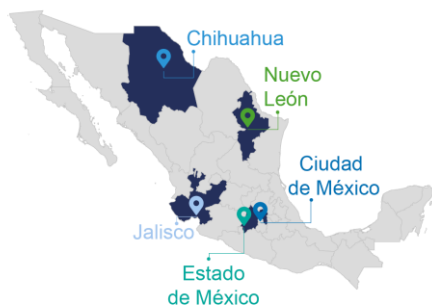 Chihuahua
Nuevo
León
Ciudad
de México
Jalisco
Estado
de México